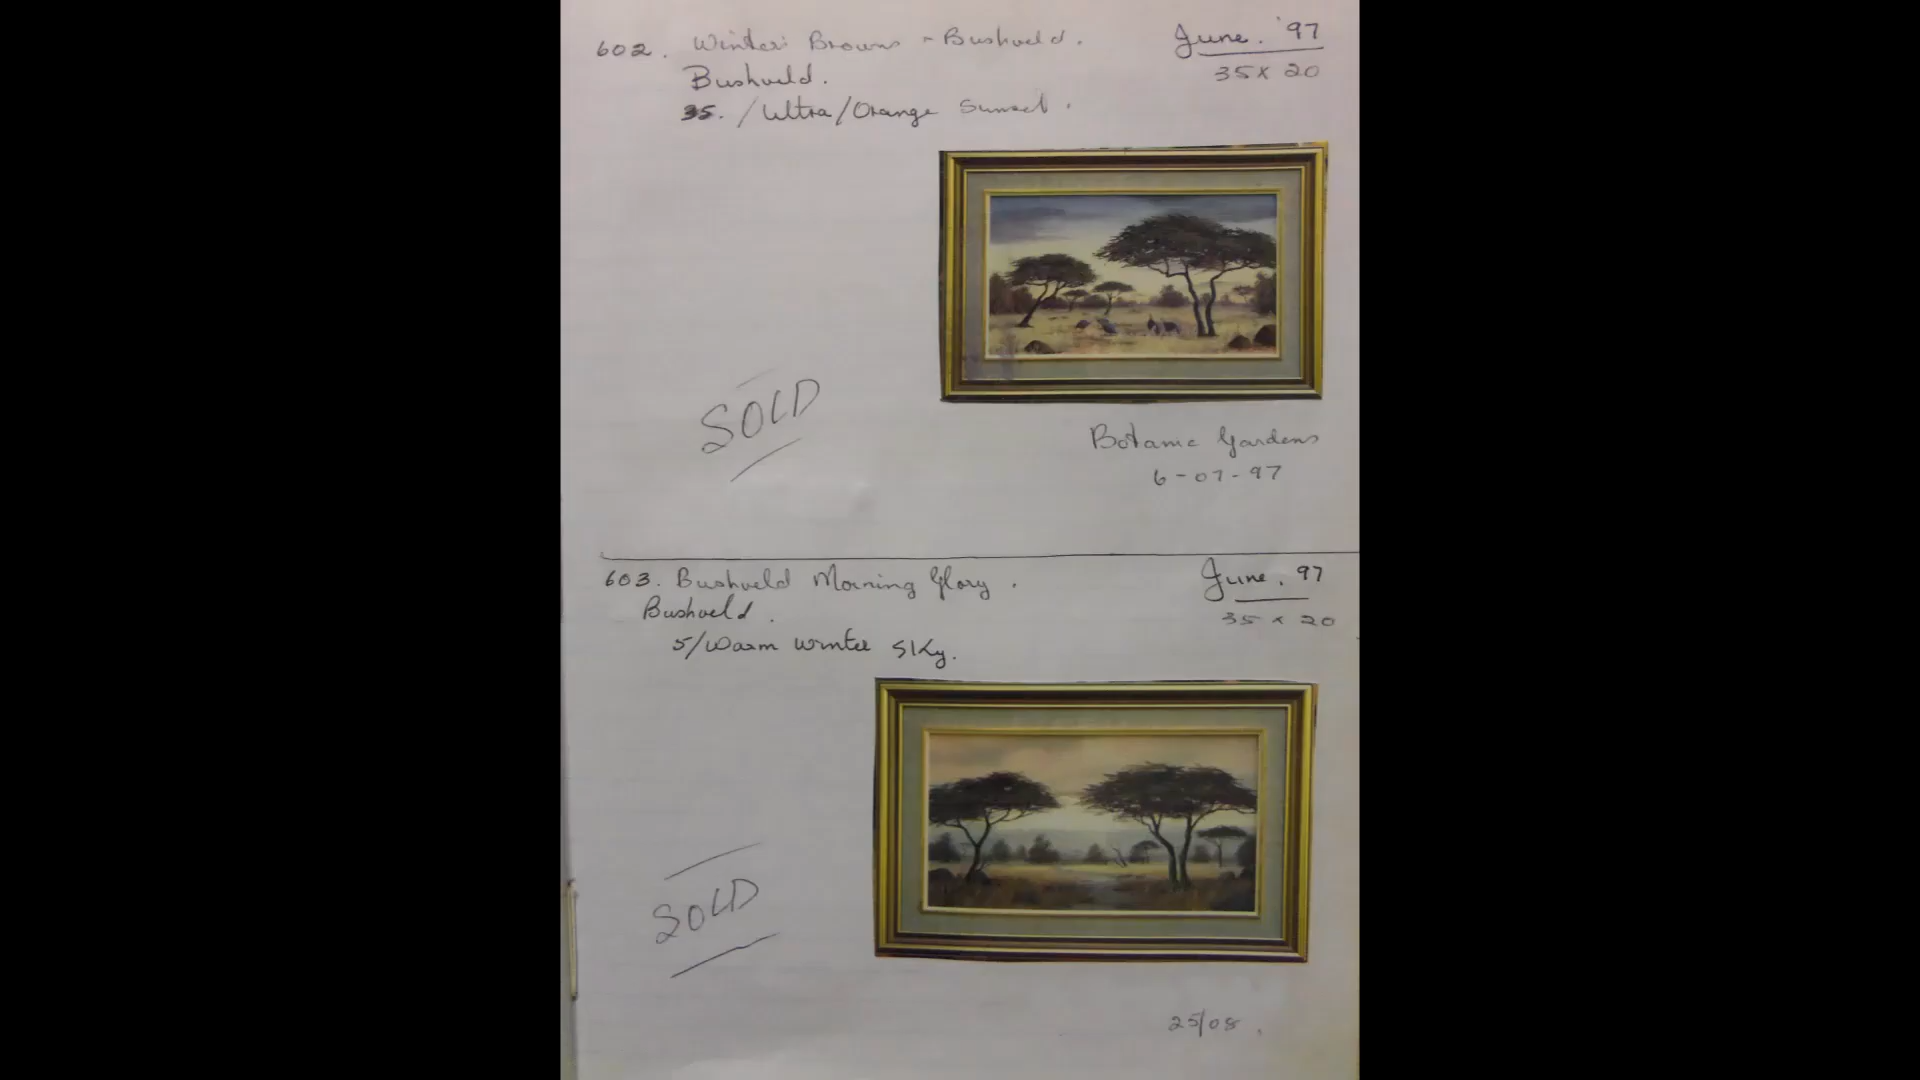 602. Winter Browns - Bushveld. June. '97
Bushveld. 35 x 20
35. /Ultra/Orange Sunset.
SOLD
Botanic Gardens
6-07-97
603. Bushveld Morning Glory. June. 97
Bushveld. 35 x 20
5/Warm Winter Sky.
SOLD
25/08.